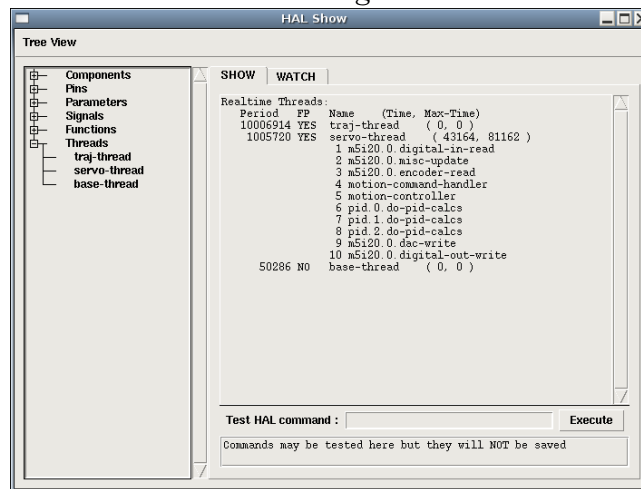 HAL Show
Tree View
Components
Pins
Parameters
Signals
Functions
Threads
traj-thread
servo-thread
base-thread
SHOW WATCH
Realtime Threads:
Period FP Name (Time, Max-Time)
10006914 YES traj-thread ( 0, 0 )
1005720 YES servo-thread ( 43164, 81162 )
1 m5i20.0.digital-in-read
2 m5i20.0.misc-update
3 m5i20.0.encoder-read
4 motion-command-handler
5 motion-controller
6 pid.0.do-pid-calcs
7 pid.1.do-pid-calcs
8 pid.2.do-pid-calcs
9 m5i20.0.dac-write
10 m5i20.0.digital-out-write
50286 NO base-thread ( 0, 0 )
Test HAL command :
Execute
Commands may be tested here but they will NOT be saved